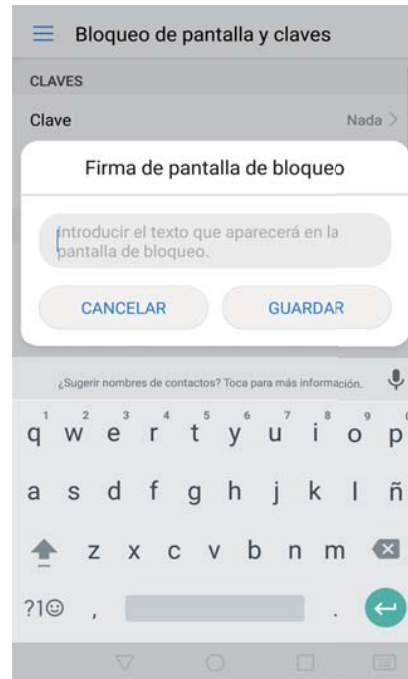 Bloqueo de pantalla y claves
CLAVES
Clave Nada
Firma de pantalla de bloqueo
Introducir el texto que aparecerá en la
pantalla de bloqueo.
CANCELAR GUARDAR
¿Sugerir nombres de contactos? Toca para más información.
1 2 3 4 5 6 7 8 9 0
q w e r t y u i o p
a s d f g h j k l ñ
z x c v b n m
?1☺ , .